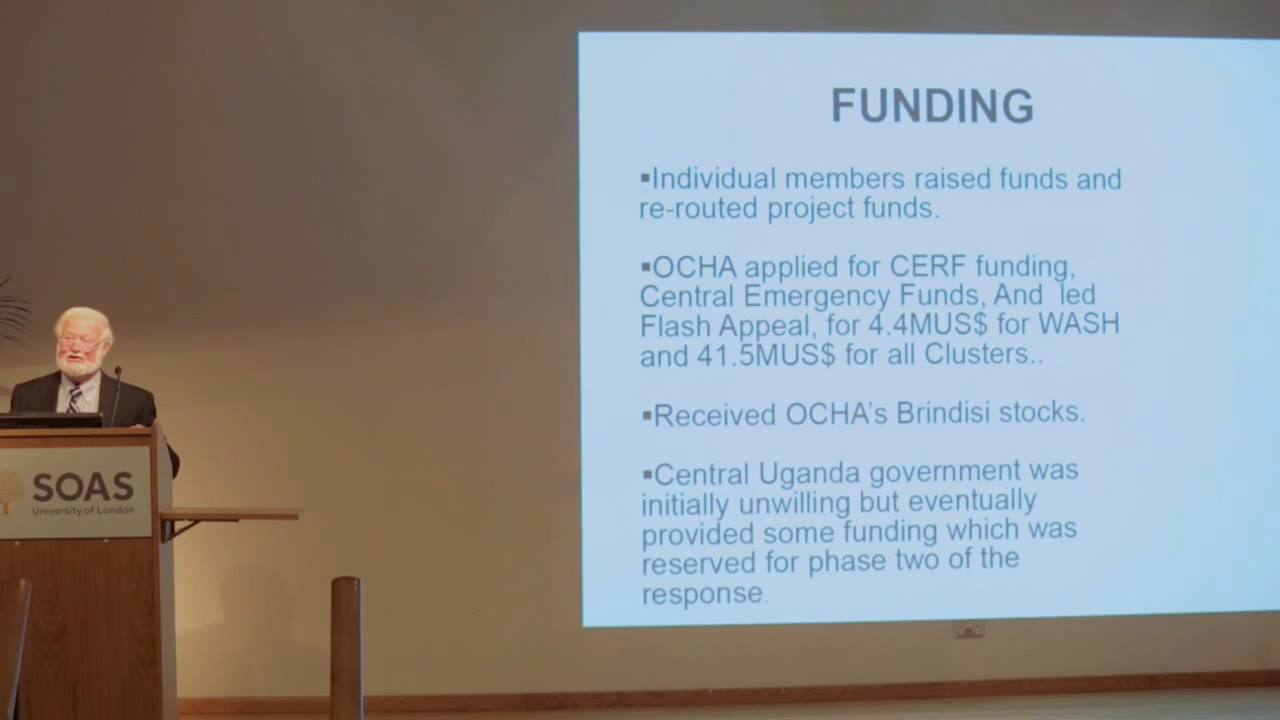 FUNDING
▪Individual members raised funds and
re-routed project funds.
▪OCHA applied for CERF funding,
Central Emergency Funds, And led
Flash Appeal, for 4.4MUS$ for WASH
and 41.5MUS$ for all Clusters..
▪Received OCHA's Brindisi stocks.
▪Central Uganda government was
initially unwilling but eventually
provided some funding which was
reserved for phase two of the
response.
SOAS
University of London